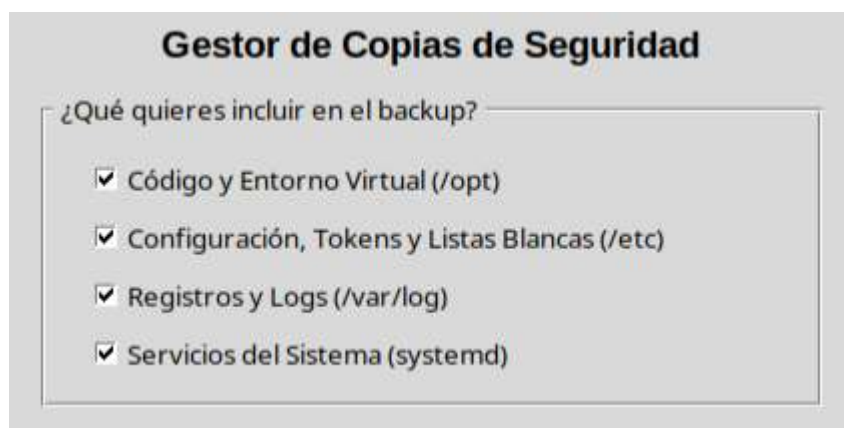 Gestor de Copias de Seguridad
¿Qué quieres incluir en el backup?
Código y Entorno Virtual (/opt)
Configuración, Tokens y Listas Blancas (/etc)
Registros y Logs (/var/log)
Servicios del Sistema (systemd)